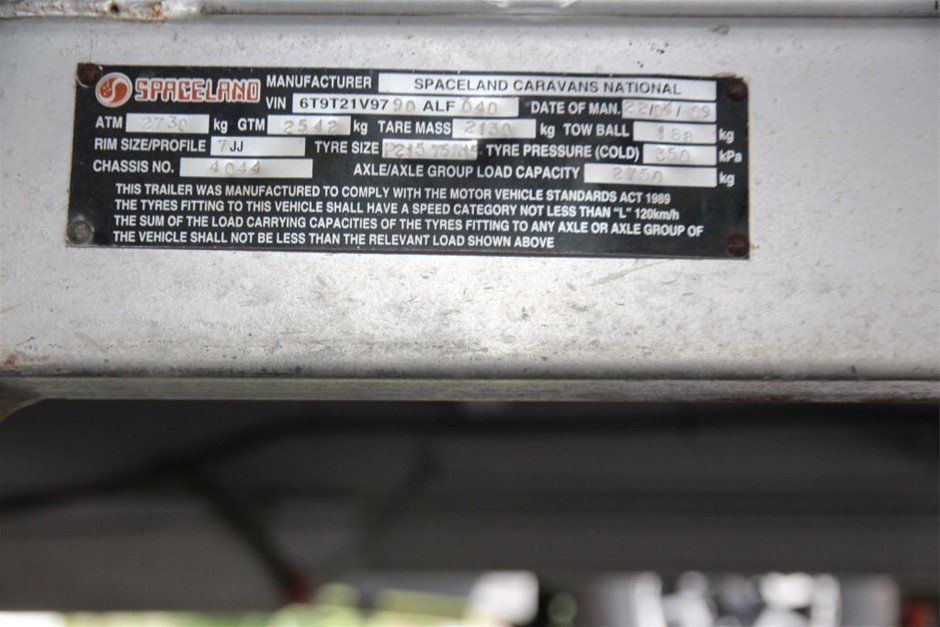 SPACELAND MANUFACTURER SPACELAND CARAVANS NATIONAL
VIN 6T9T21V9790 ALF 040 DATE OF MAN. 22/04/09
ATM 2730 kg GTM 2542 kg TARE MASS 2130 kg TOW BALL 188 kg
RIM SIZE/PROFILE 7JJ TYRE SIZE TYRE PRESSURE (COLD) 350 kPa
CHASSIS NO. 4044 AXLE/AXLE GROUP LOAD CAPACITY 2750 kg
THIS TRAILER WAS MANUFACTURED TO COMPLY WITH THE MOTOR VEHICLE STANDARDS ACT 1989
THE TYRES FITTING TO THIS VEHICLE SHALL HAVE A SPEED CATEGORY NOT LESS THAN "L" 120km/h
THE SUM OF THE LOAD CARRYING CAPACITIES OF THE TYRES FITTING TO ANY AXLE OR AXLE GROUP OF
THE VEHICLE SHALL NOT BE LESS THAN THE RELEVANT LOAD SHOWN ABOVE